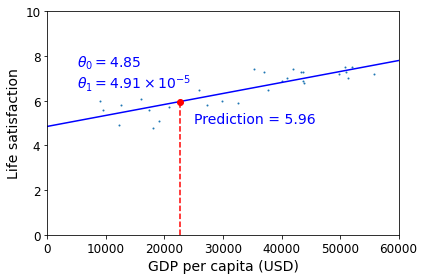 10
8
6
4
2
0
Life satisfaction
θ₀ = 4.85
θ₁ = 4.91 × 10⁻⁵
Prediction = 5.96
0 10000 20000 30000 40000 50000 60000
GDP per capita (USD)